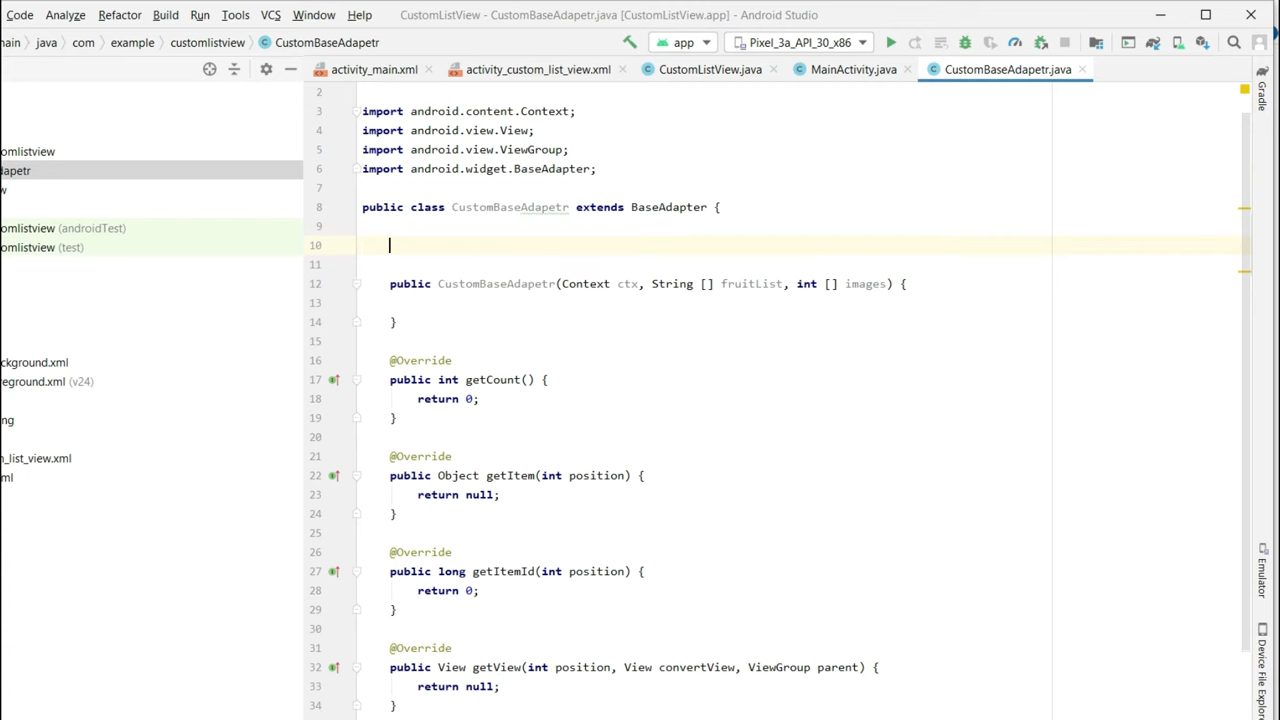 Code Analyze Refactor Build Run Tools VCS Window Help CustomListView - CustomBaseAdapetr.java [CustomListView.app] - Android Studio
main java com example customlistview CustomBaseAdapetr app Pixel_3a_API_30_x86
activity_main.xml activity_custom_list_view.xml CustomListView.java MainActivity.java CustomBaseAdapetr.java
2
3 import android.content.Context;
4 import android.view.View;
5 import android.view.ViewGroup;
6 import android.widget.BaseAdapter;
7
8 public class CustomBaseAdapetr extends BaseAdapter {
9
10
11
12 public CustomBaseAdapetr(Context ctx, String [] fruitList, int [] images) {
13
14 }
15
16 @Override
17 public int getCount() {
18 return 0;
19 }
20
21 @Override
22 public Object getItem(int position) {
23 return null;
24 }
25
26 @Override
27 public long getItemId(int position) {
28 return 0;
29 }
30
31 @Override
32 public View getView(int position, View convertView, ViewGroup parent) {
33 return null;
34 }
omlistview
dapetr
w
omlistview (androidTest)
omlistview (test)
ckground.xml
reground.xml (v24)
ng
n_list_view.xml
ml
Gradle
Emulator
Device File Explor